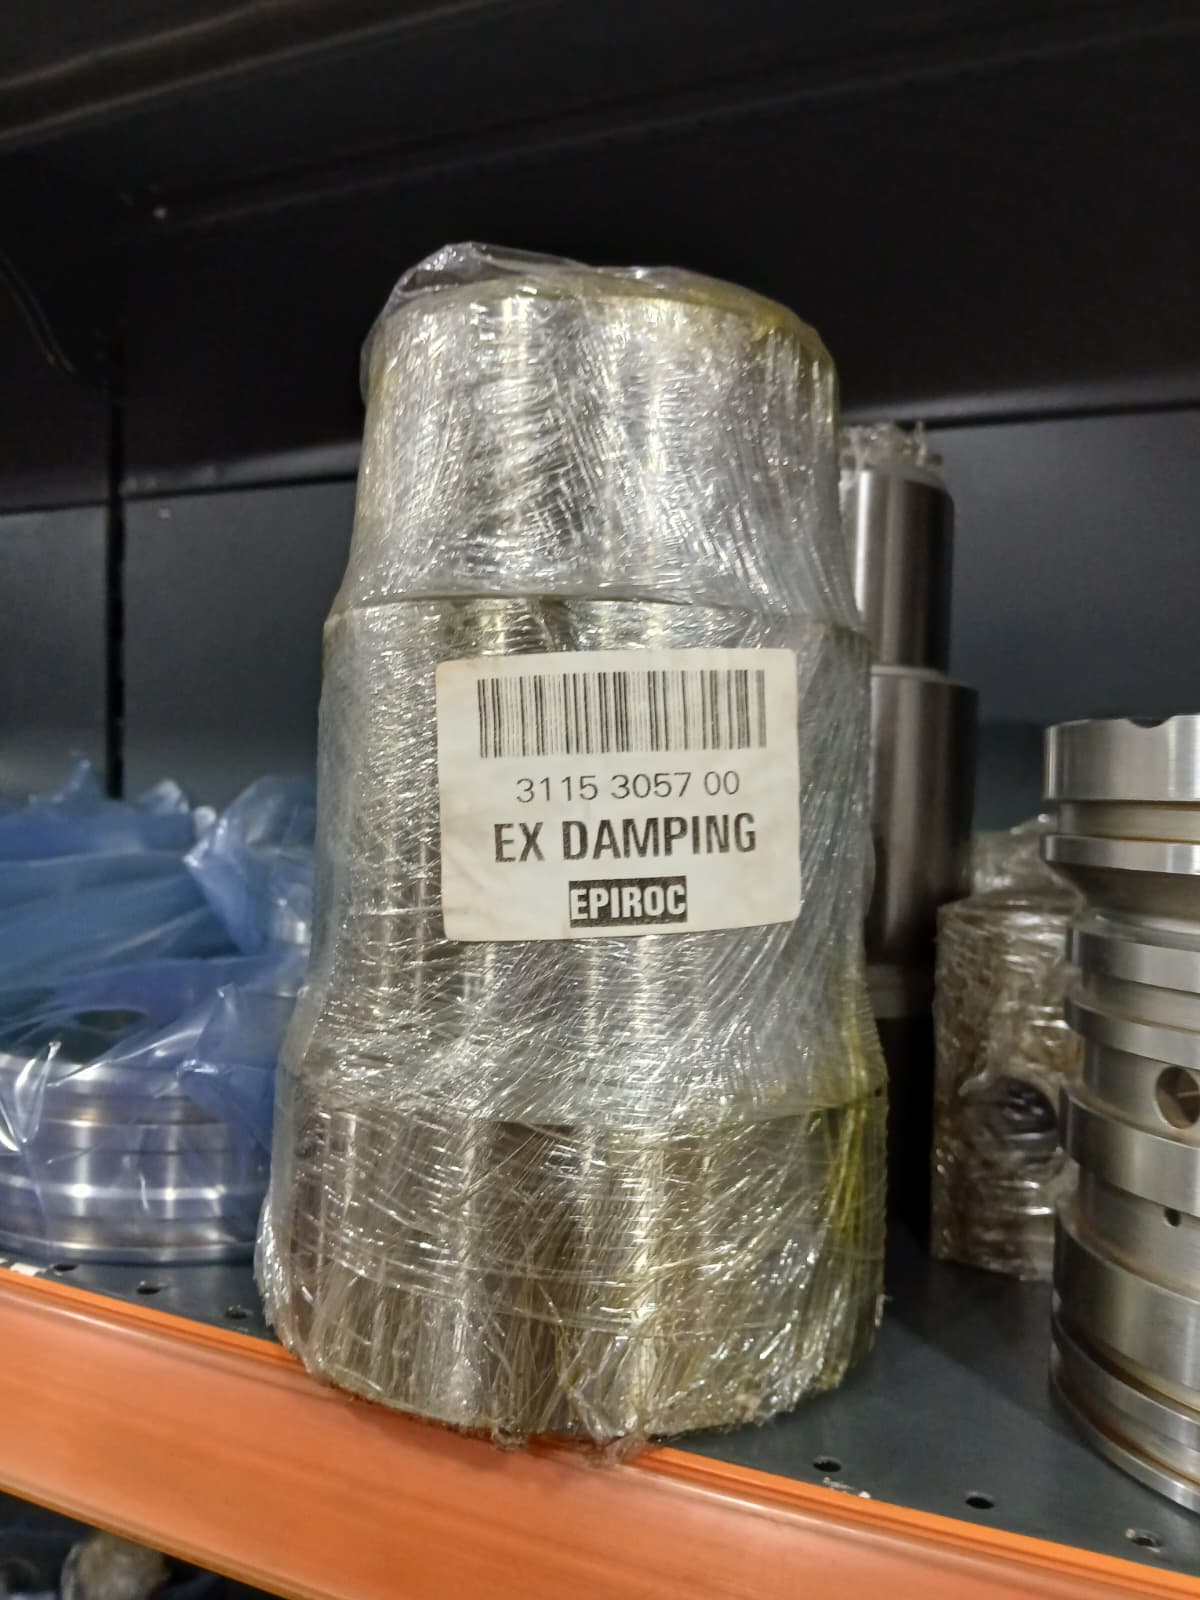 3115 3057 00
EX DAMPING
EPIROC